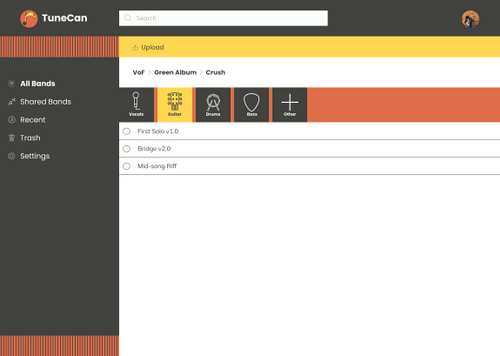 TuneCan
Search
Upload
All Bands
Shared Bands
Recent
Trash
Settings
VoF > Green Album > Crush
Vocals
Guitar
Drums
Bass
Other
First Solo v1.0
Bridge v2.0
Mid-song Riff